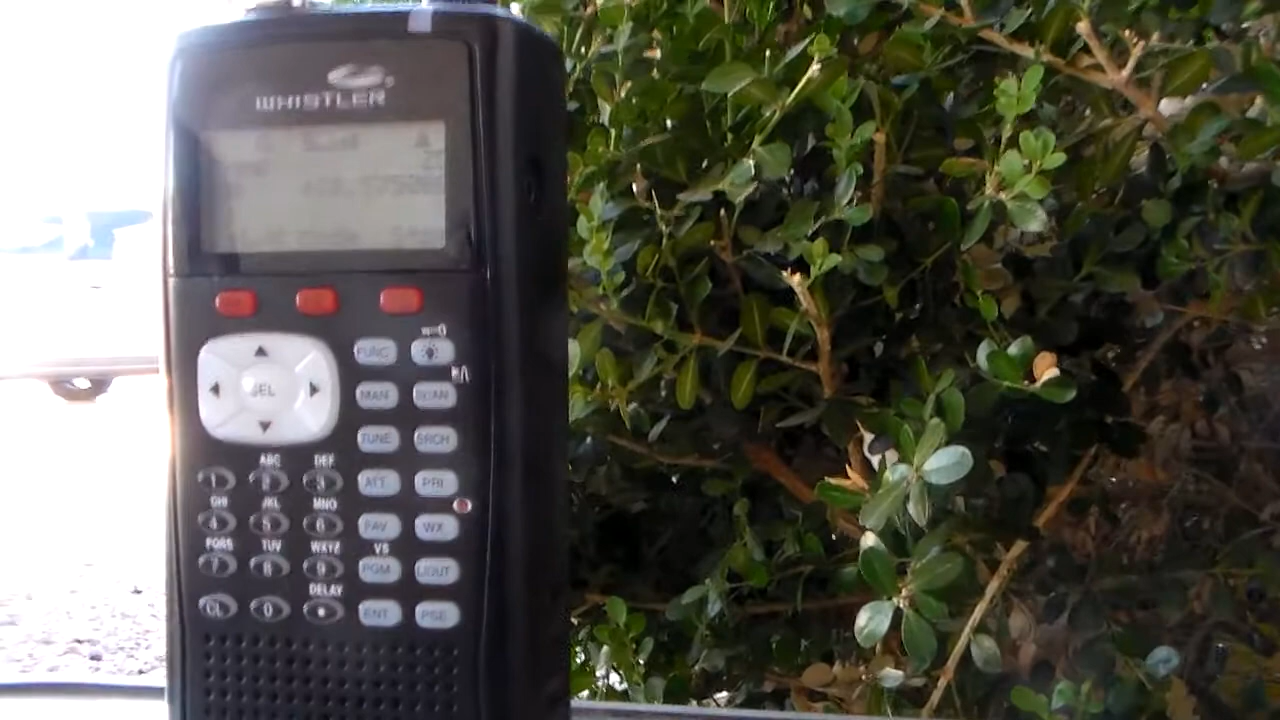 WHISTLER
FUNC
SEL
MAN SCAN
TUNE SRCH
ABC DEF
1 2 3 ATT PRI
GHI JKL MNO
4 5 6 FAV WX
PQRS TUV WXYZ VS
7 8 9 PGM L/OUT
DELAY
CL 0 • ENT PSE